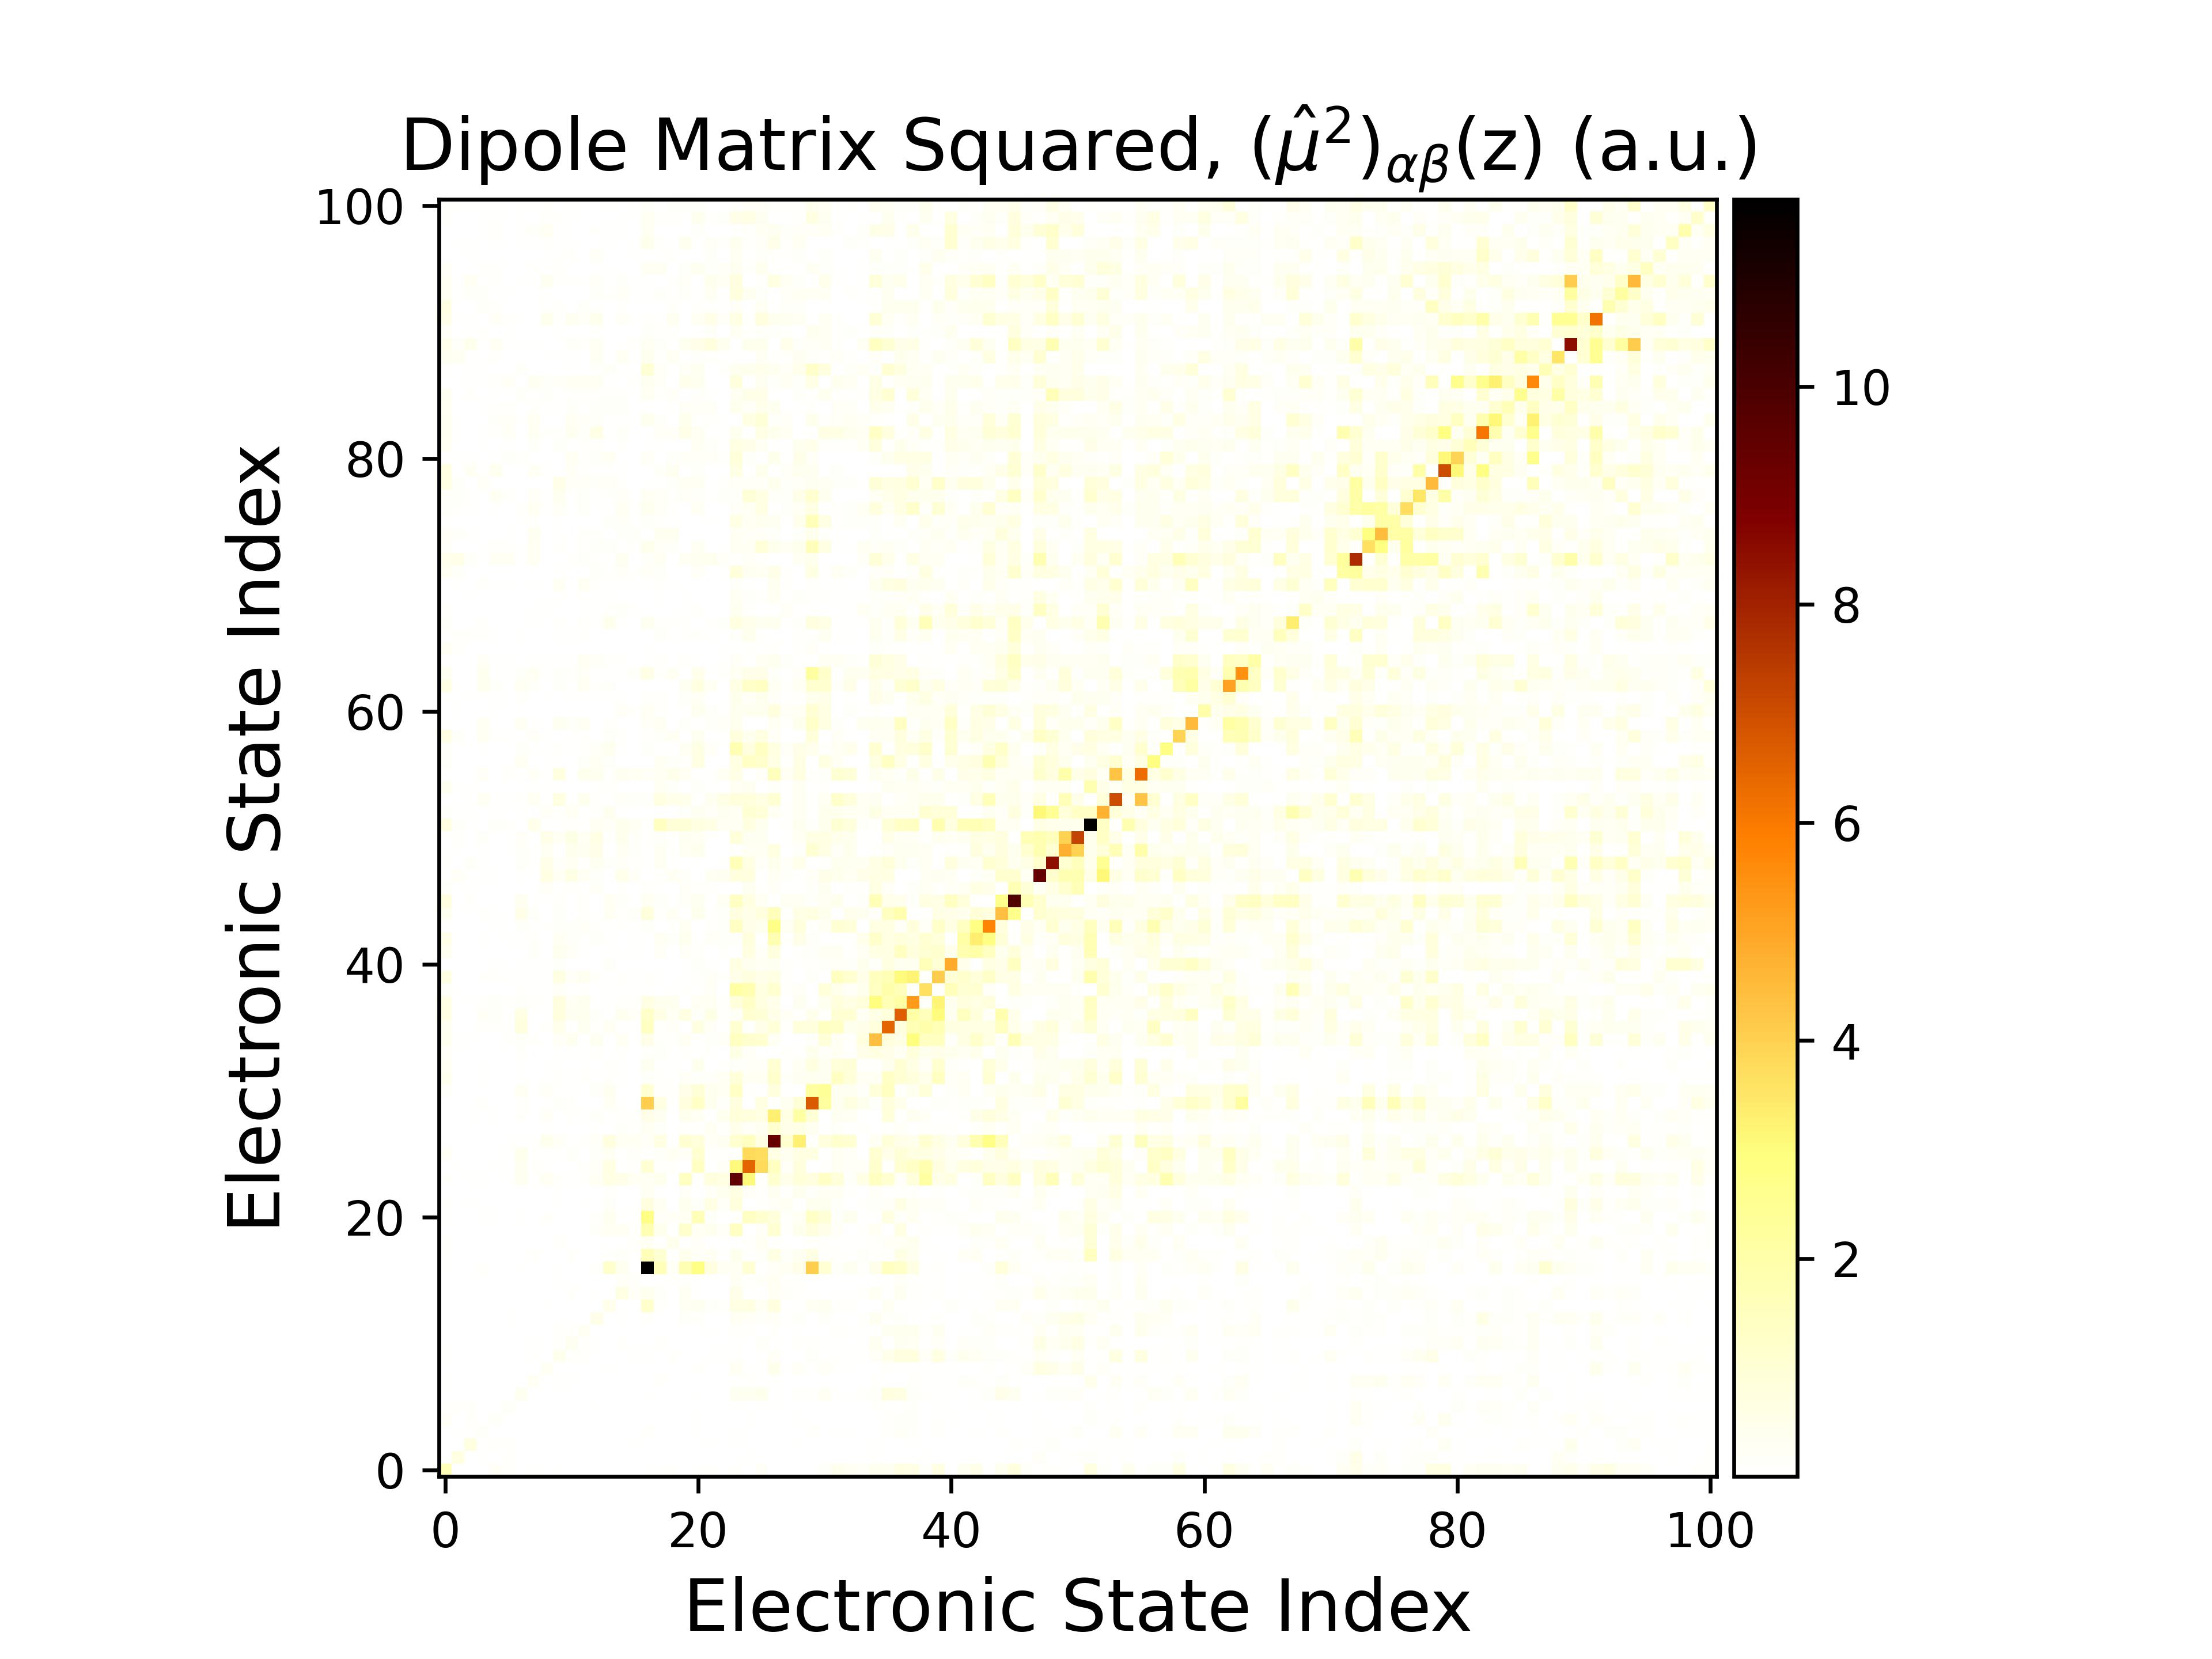 Dipole Matrix Squared, (μ̂²)αβ(z) (a.u.)
Electronic State Index
100
80
60
40
20
0
0 20 40 60 80 100
Electronic State Index
10
8
6
4
2